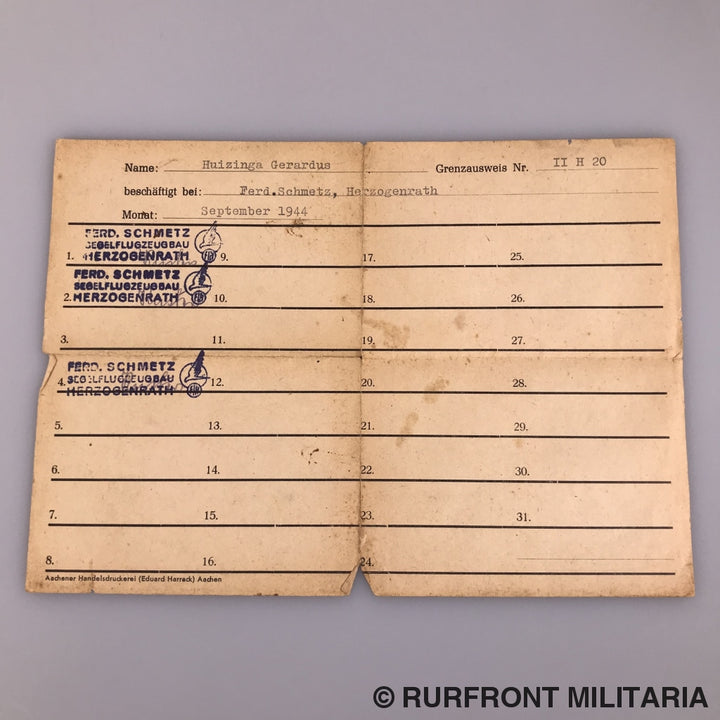 Name: Huizinga Gerardus Grenzausweis Nr. II H 20
beschäftigt bei: Ferd.Schmetz, Herzogenrath
Monat: September 1944
FERD. SCHMETZ
SEGELFLUGZEUGBAU
1. HERZOGENRATH 9. 17. 25.
FERD. SCHMETZ
SEGELFLUGZEUGBAU
2. HERZOGENRATH 10. 18. 26.
3. 11. 19. 27.
FERD. SCHMETZ
SEGELFLUGZEUGBAU
4. HERZOGENRATH 12. 20. 28.
5. 13. 21. 29.
6. 14. 22. 30.
7. 15. 23. 31.
8. 16. 24.
Aachener Handelsdruckerei (Eduard Harrack) Aachen
© RURFRONT MILITARIA